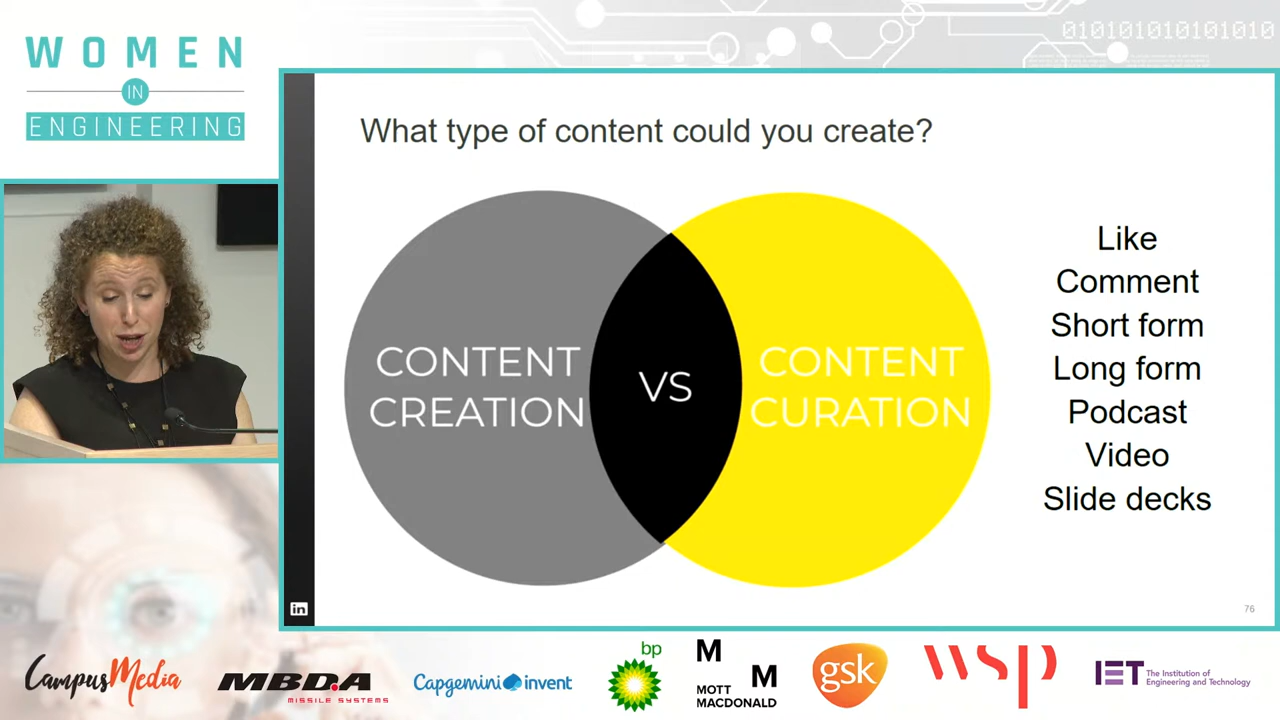 WOMEN
IN
ENGINEERING
010101010101010
What type of content could you create?
CONTENT
CREATION
VS
CONTENT
CURATION
Like
Comment
Short form
Long form
Podcast
Video
Slide decks
in
76
CampusMedia
MBDA
MISSILE SYSTEMS
Capgemini invent
bp
M
M
MOTT
MACDONALD
gsk
wsp
IET
The Institution of
Engineering and Technology